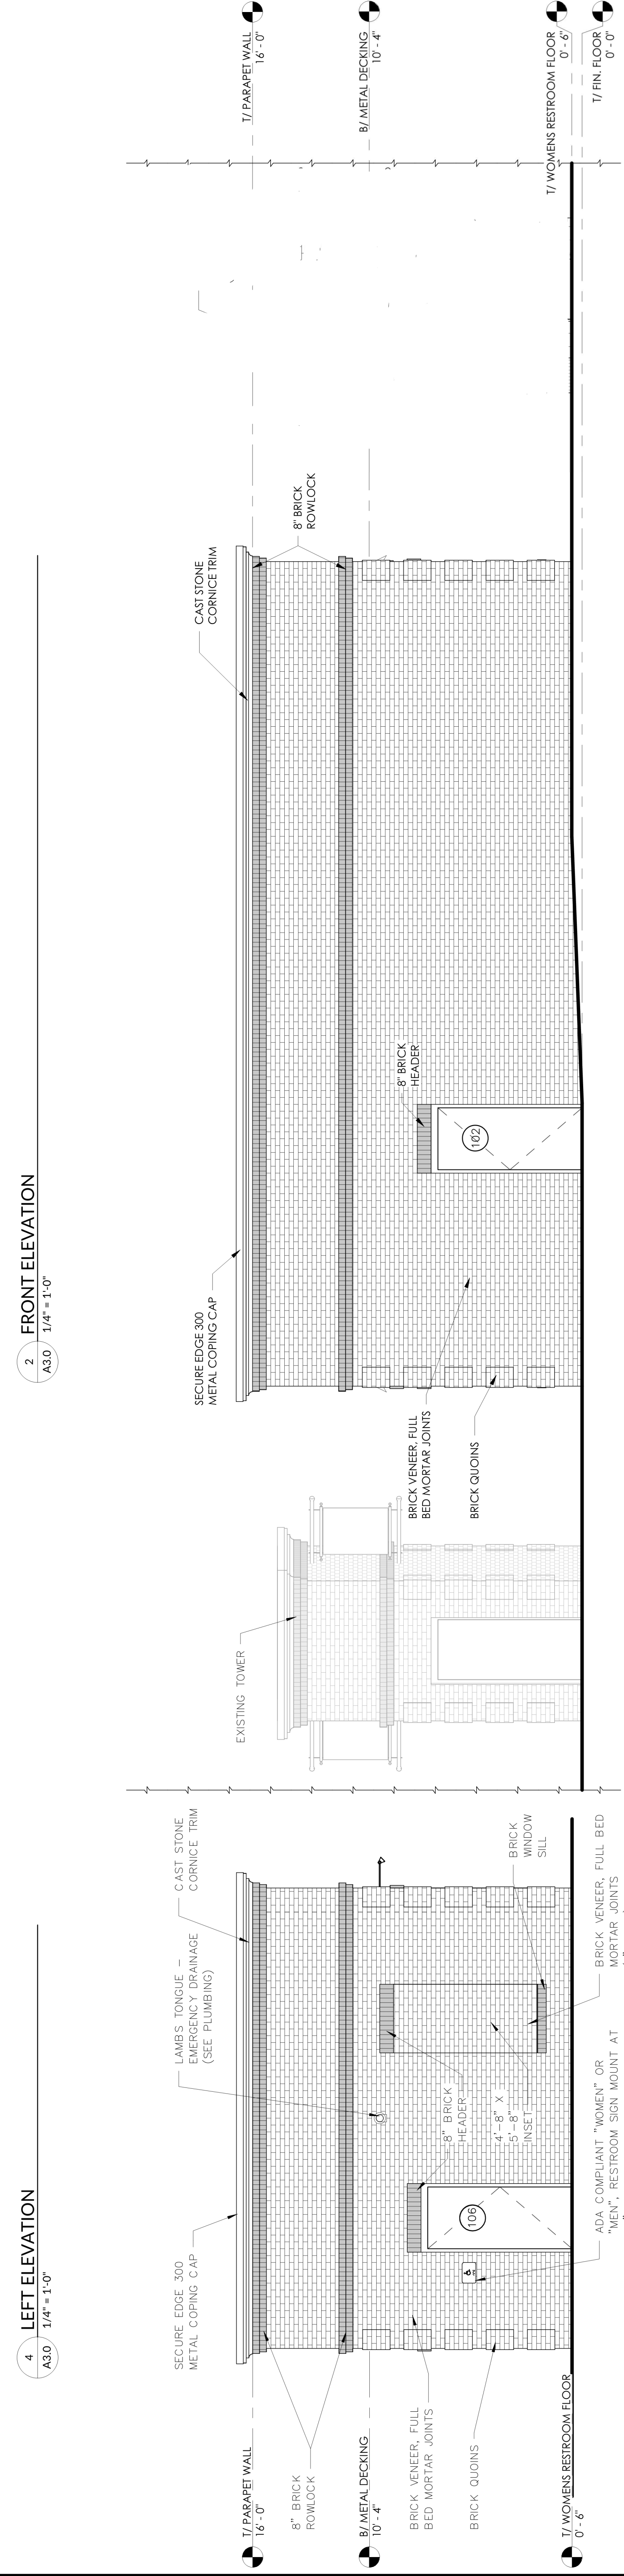 4
A3.0
LEFT ELEVATION
1/4" = 1'-0"
T/ PARAPET WALL
16' - 0"
B/ METAL DECKING
10' - 4"
T/ WOMENS RESTROOM FLOOR
0' - 6"
SECURE EDGE 300
METAL COPING CAP
LAMBS TONGUE –
EMERGENCY DRAINAGE
(SEE PLUMBING)
CAST STONE
CORNICE TRIM
8" BRICK
ROWLOCK
BRICK VENEER, FULL
BED MORTAR JOINTS
BRICK QUOINS
106
8" BRICK
HEADER
4'-8" X
5'-8"
INSET
BRICK
WINDOW
SILL
ADA COMPLIANT "WOMEN" OR
"MEN", RESTROOM SIGN MOUNT AT
BRICK VENEER, FULL BED
MORTAR JOINTS
2
A3.0
FRONT ELEVATION
1/4" = 1'-0"
EXISTING TOWER
SECURE EDGE 300
METAL COPING CAP
BRICK VENEER, FULL
BED MORTAR JOINTS
BRICK QUOINS
102
8" BRICK
HEADER
CAST STONE
CORNICE TRIM
8" BRICK
ROWLOCK
T/ PARAPET WALL
16' - 0"
B/ METAL DECKING
10' - 4"
T/ WOMENS RESTROOM FLOOR
0' - 6"
T/ FIN. FLOOR
0' - 0"